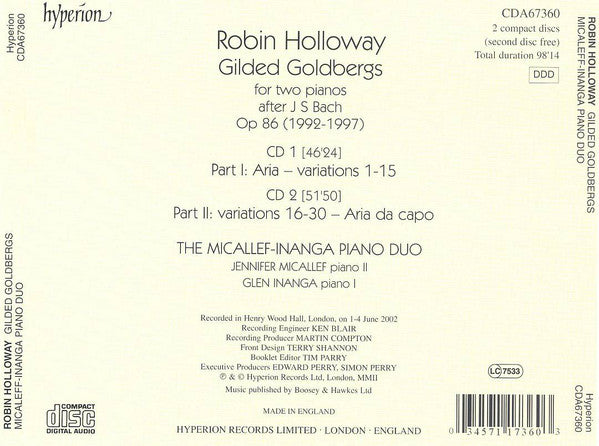 Hyperion
CDA67360
ROBIN HOLLOWAY GILDED GOLDBERGS
MICALEFF-INANGA PIANO DUO
hyperion
CDA67360
2 compact discs
(second disc free)
Total duration 98'14
DDD
Robin Holloway
Gilded Goldbergs
for two pianos
after J S Bach
Op 86 (1992-1997)
CD 1 [46'24]
Part I: Aria – variations 1-15
CD 2 [51'50]
Part II: variations 16-30 – Aria da capo
THE MICALLEF-INANGA PIANO DUO
JENNIFER MICALLEF piano II
GLEN INANGA piano I
Recorded in Henry Wood Hall, London, on 1-4 June 2002
Recording Engineer KEN BLAIR
Recording Producer MARTIN COMPTON
Front Design TERRY SHANNON
Booklet Editor TIM PARRY
Executive Producers EDWARD PERRY, SIMON PERRY
℗ & © Hyperion Records Ltd, London, MMII
Music published by Boosey & Hawkes Ltd
MADE IN ENGLAND
HYPERION RECORDS LIMITED · LONDON · ENGLAND
COMPACT
disc
DIGITAL AUDIO
LC 7533
0 34571 17360 3
ROBIN HOLLOWAY GILDED GOLDBERGS
MICALEFF-INANGA PIANO DUO
Hyperion
CDA67360